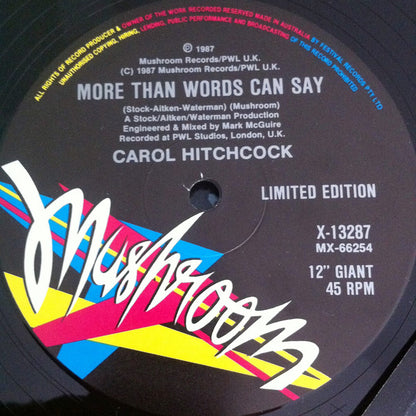 ALL RIGHTS OF RECORD PRODUCER & OWNER OF THE WORK RECORDED RESERVED MADE IN AUSTRALIA BY FESTIVAL RECORDS PTY LTD
UNAUTHORISED COPYING, HIRING, LENDING, PUBLIC PERFORMANCE AND BROADCASTING OF THIS RECORD PROHIBITED
℗ 1987
Mushroom Records/PWL U.K.
(C) 1987 Mushroom Records/PWL U.K.
MORE THAN WORDS CAN SAY
(Stock-Aitken-Waterman) (Mushroom)
A Stock/Aitken/Waterman Production
Engineered & Mixed by Mark McGuire
Recorded at PWL Studios, London, U.K.
CAROL HITCHCOCK
LIMITED EDITION
X-13287
MX-66254
12" GIANT
45 RPM
Mushroom